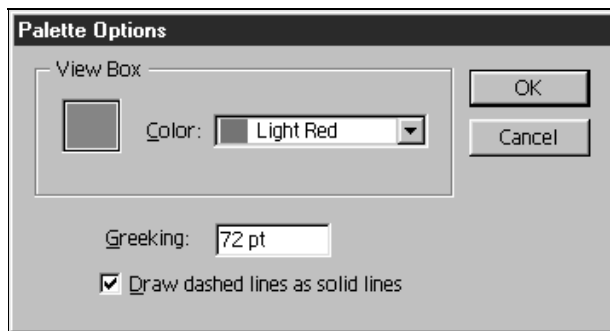 Palette Options
View Box
Color: Light Red
OK
Cancel
Greeking: 72 pt
Draw dashed lines as solid lines